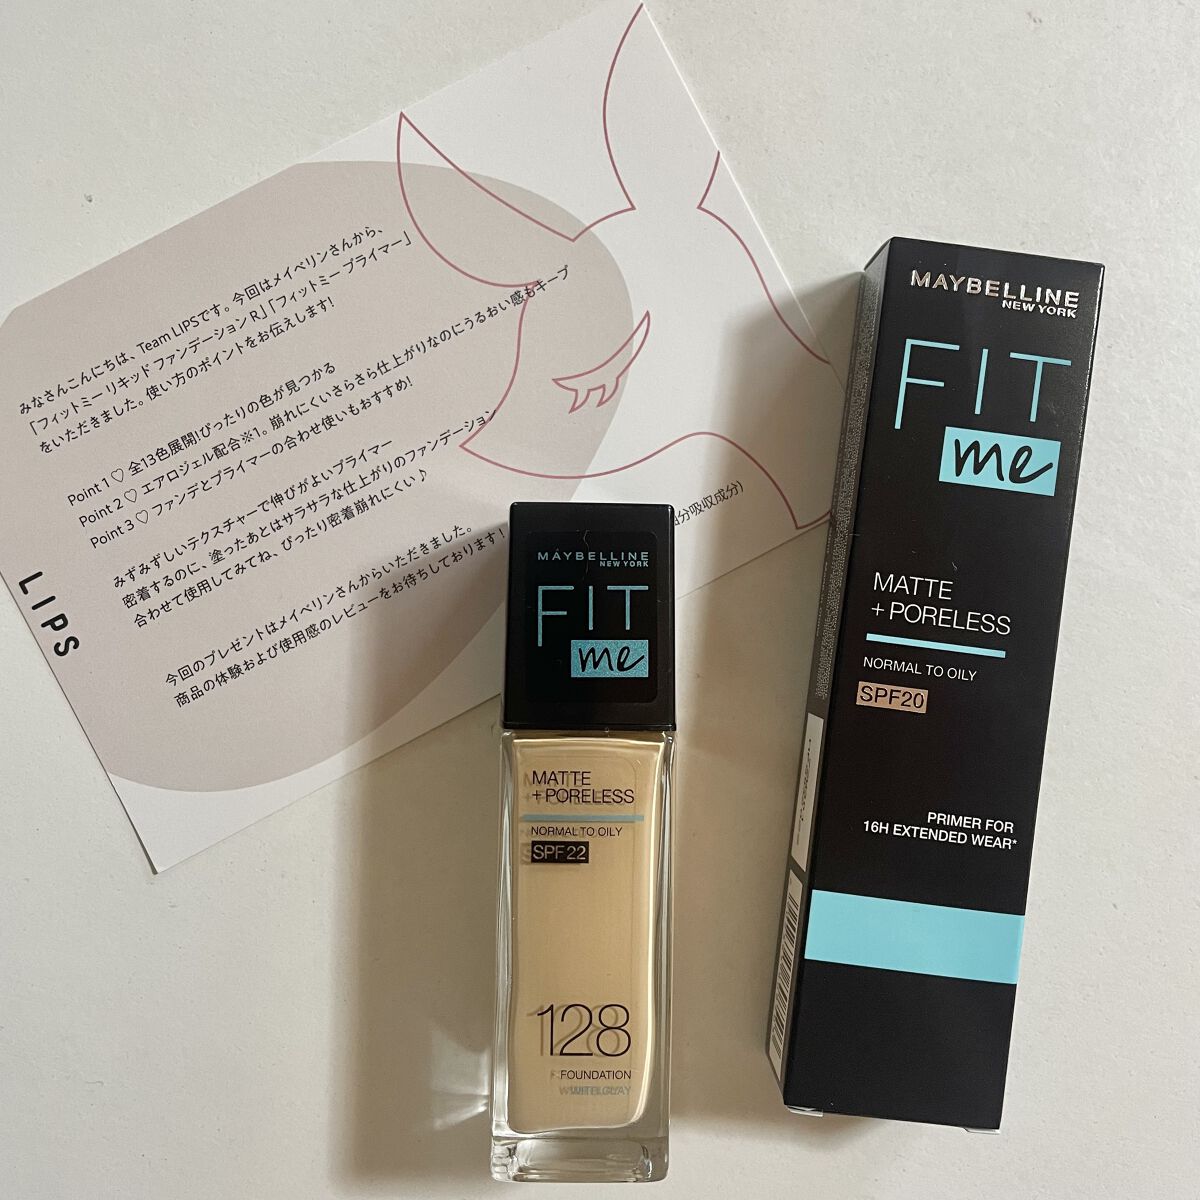 みなさんこんにちは、Team LIPSです。今回はメイベリンさんから、
「フィットミー リキッド ファンデーション R」「フィットミー プライマー」
をいただきました。使い方のポイントをお伝えします!
Point 1 ♡ 全13色展開!ぴったりの色が見つかる
Point 2 ♡ エアロジェル配合※1。崩れにくいさらさら仕上がりなのにうるおい感もキープ
Point 3 ♡ ファンデとプライマーの合わせ使いもおすすめ!
みずみずしいテクスチャーで伸びがよいプライマー
密着するのに、塗ったあとはサラサラな仕上がりのファンデーション
合わせて使用してみてね、ぴったり密着崩れにくい♪
今回のプレゼントはメイベリンさんからいただきました。
商品の体験および使用感のレビューをお待ちしております!
分吸収成分)
LIPS
MAYBELLINE
NEW YORK
FIT
me
MATTE
+PORELESS
NORMAL TO OILY
SPF 22
128
FOUNDATION
WITH CLAY
MAYBELLINE
NEW YORK
FIT
me
MATTE
+PORELESS
NORMAL TO OILY
SPF20
PRIMER FOR
16H EXTENDED WEAR*